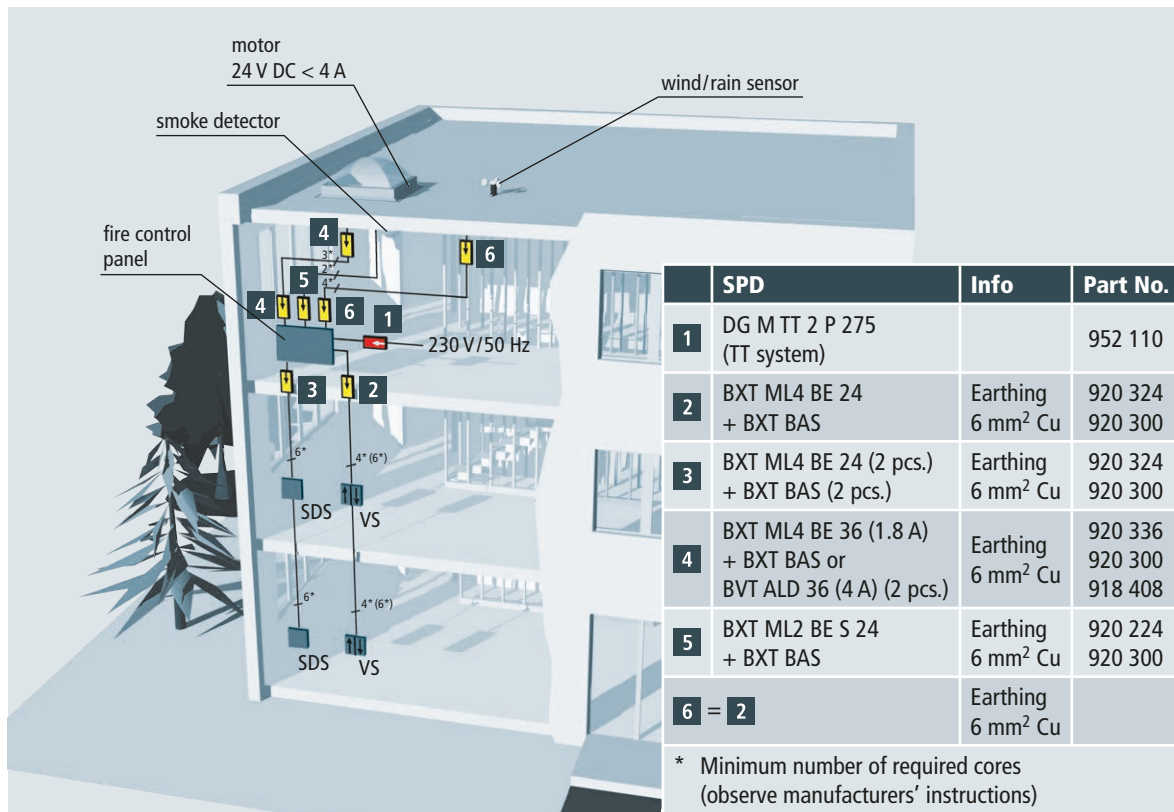 motor
24 V DC < 4 A
wind/rain sensor
smoke detector
fire control
panel
4
3*
2*
4*
5
6
4
6
1
230 V/50 Hz
3
2
6*
4* (6*)
SDS
VS
6*
4* (6*)
SDS
VS
SPD Info Part No.
1 DG M TT 2 P 275
(TT system)
952 110
2 BXT ML4 BE 24
+ BXT BAS
Earthing
6 mm² Cu
920 324
920 300
3 BXT ML4 BE 24 (2 pcs.)
+ BXT BAS (2 pcs.)
Earthing
6 mm² Cu
920 324
920 300
4 BXT ML4 BE 36 (1.8 A)
+ BXT BAS or
BVT ALD 36 (4 A) (2 pcs.)
Earthing
6 mm² Cu
920 336
920 300
918 408
5 BXT ML2 BE S 24
+ BXT BAS
Earthing
6 mm² Cu
920 224
920 300
6 = 2
Earthing
6 mm² Cu
* Minimum number of required cores
(observe manufacturers' instructions)